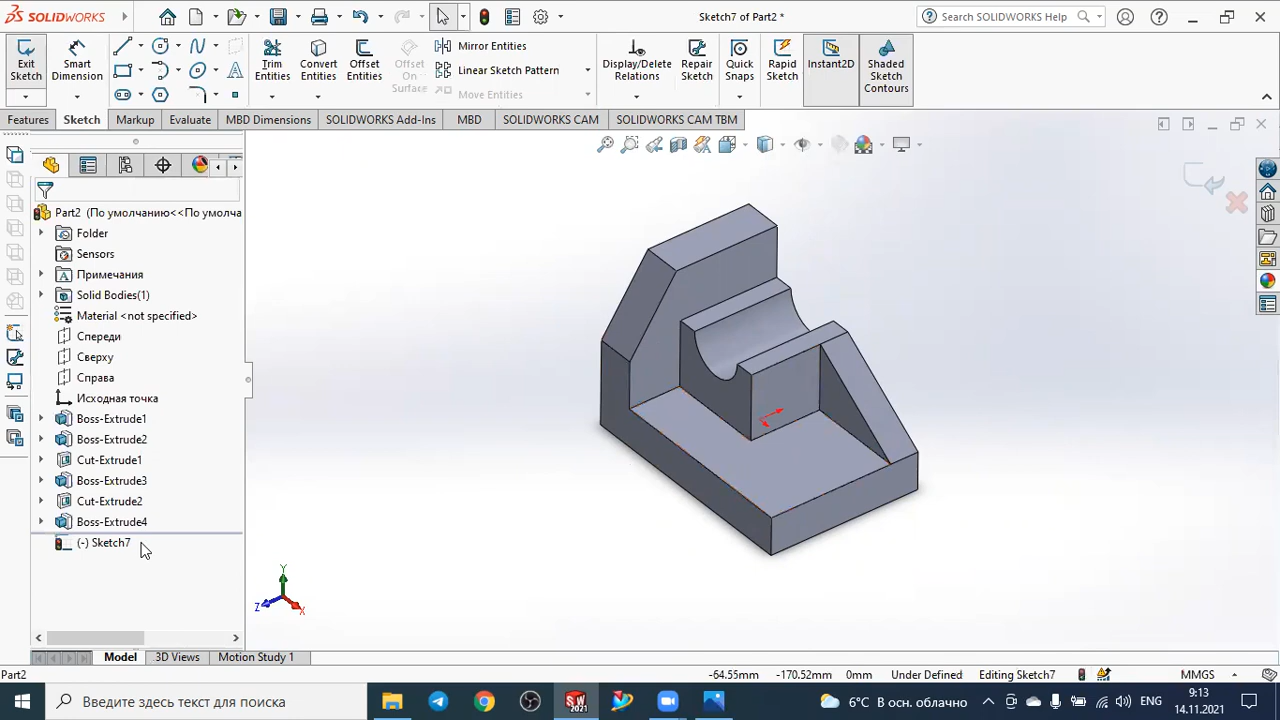 SOLIDWORKS
Sketch7 of Part2 *
Search SOLIDWORKS Help
Exit Sketch
Smart Dimension
Trim Entities
Convert Entities
Offset Entities
Offset On Surface
Mirror Entities
Linear Sketch Pattern
Move Entities
Display/Delete Relations
Repair Sketch
Quick Snaps
Rapid Sketch
Instant2D
Shaded Sketch Contours
Features
Sketch
Markup
Evaluate
MBD Dimensions
SOLIDWORKS Add-Ins
MBD
SOLIDWORKS CAM
SOLIDWORKS CAM TBM
Part2 (По умолчанию<<По умолча
Folder
Sensors
Примечания
Solid Bodies(1)
Material <not specified>
Спереди
Сверху
Справа
Исходная точка
Boss-Extrude1
Boss-Extrude2
Cut-Extrude1
Boss-Extrude3
Cut-Extrude2
Boss-Extrude4
(-) Sketch7
Y
Z
X
Model
3D Views
Motion Study 1
Part2
-64.55mm
-170.52mm
0mm
Under Defined
Editing Sketch7
MMGS
Введите здесь текст для поиска
SW
2021
6°C В осн. облачно
ENG
9:13
14.11.2021